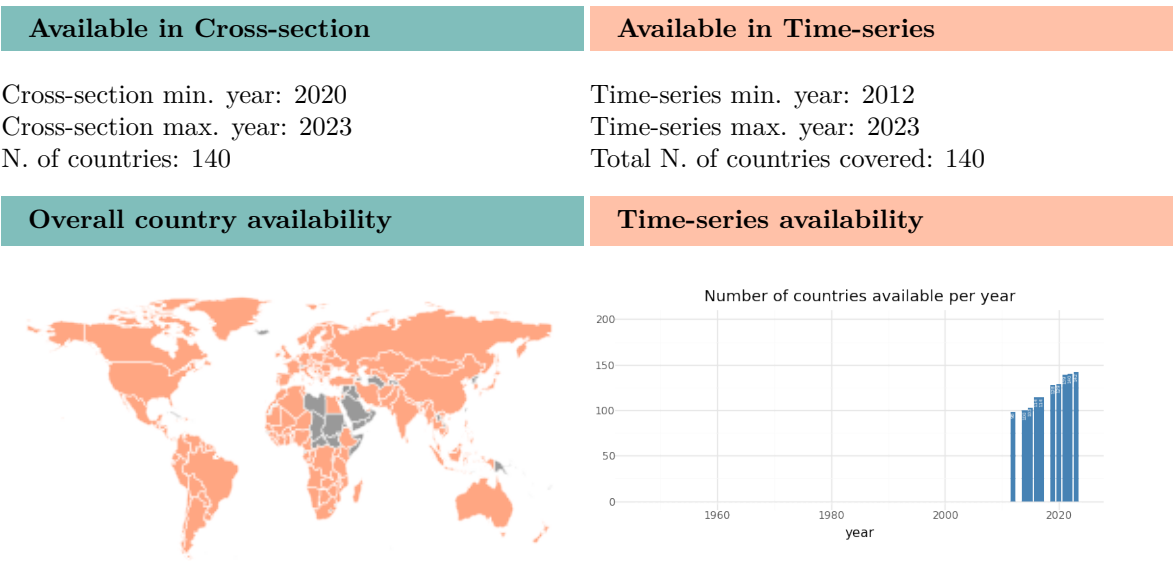 Available in Cross-section
Available in Time-series
Cross-section min. year: 2020
Cross-section max. year: 2023
N. of countries: 140
Time-series min. year: 2012
Time-series max. year: 2023
Total N. of countries covered: 140
Overall country availability
Time-series availability
Number of countries available per year
200
150
100
50
0
1960
1980
2000
2020
year